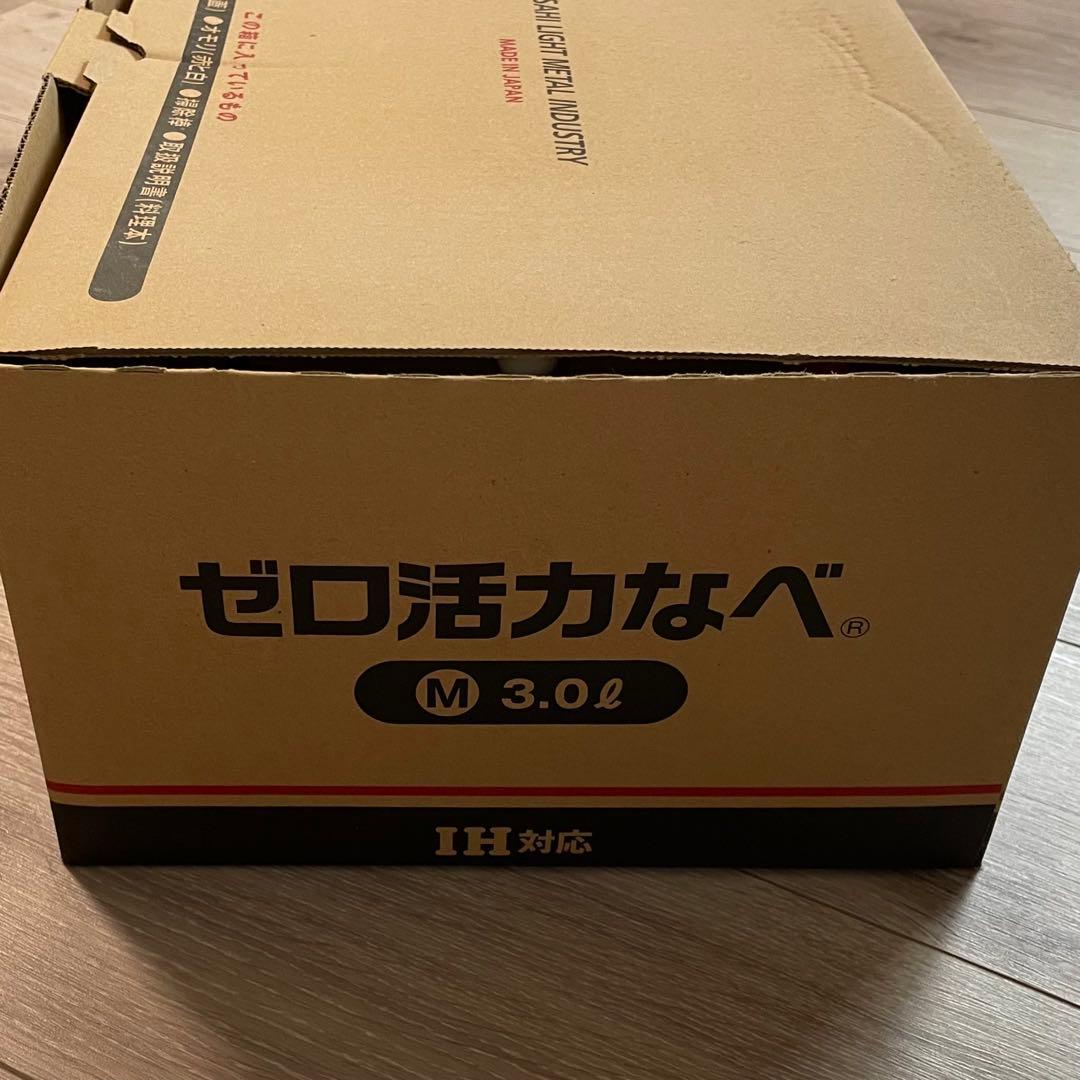 SAHI LIGHT METAL INDUSTRY
MADE IN JAPAN
この箱に入っているもの
●オモリ(赤と白) ●掃除棒 ●取扱説明書(料理本)
ゼロ活力なべ®
M 3.0ℓ
IH対応